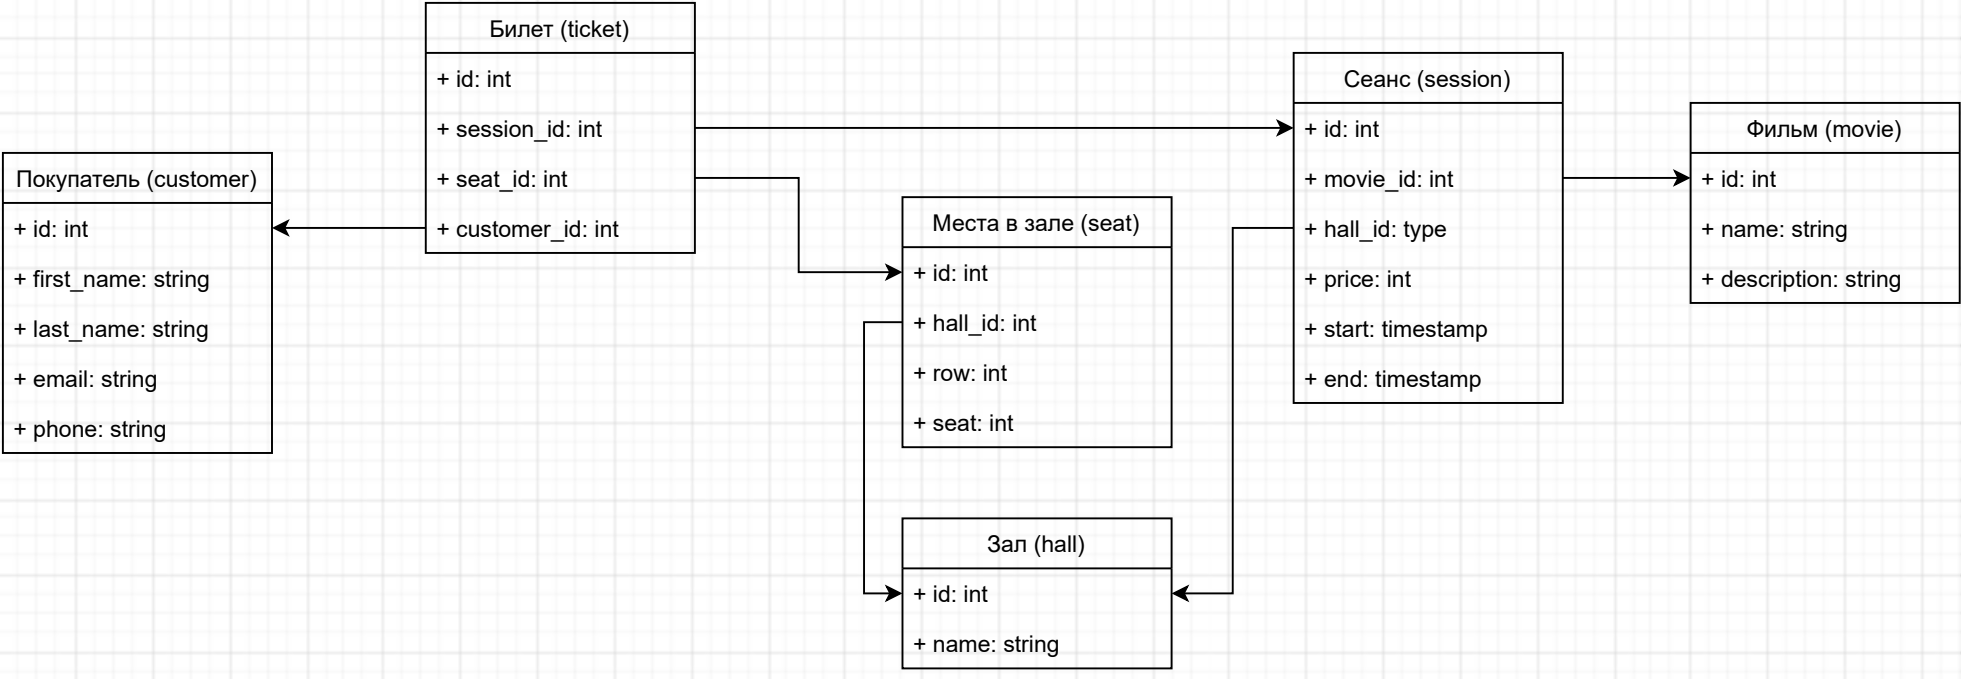 Билет (ticket)
+ id: int
+ session_id: int
+ seat_id: int
+ customer_id: int
Покупатель (customer)
+ id: int
+ first_name: string
+ last_name: string
+ email: string
+ phone: string
Места в зале (seat)
+ id: int
+ hall_id: int
+ row: int
+ seat: int
Зал (hall)
+ id: int
+ name: string
Сеанс (session)
+ id: int
+ movie_id: int
+ hall_id: type
+ price: int
+ start: timestamp
+ end: timestamp
Фильм (movie)
+ id: int
+ name: string
+ description: string